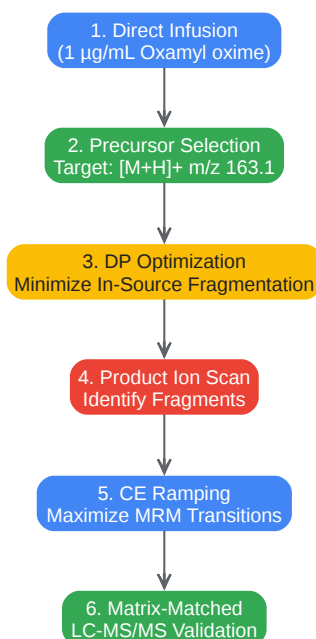 1. Direct Infusion
(1 µg/mL Oxamyl oxime)
2. Precursor Selection
Target: [M+H]+ m/z 163.1
3. DP Optimization
Minimize In-Source Fragmentation
4. Product Ion Scan
Identify Fragments
5. CE Ramping
Maximize MRM Transitions
6. Matrix-Matched
LC-MS/MS Validation